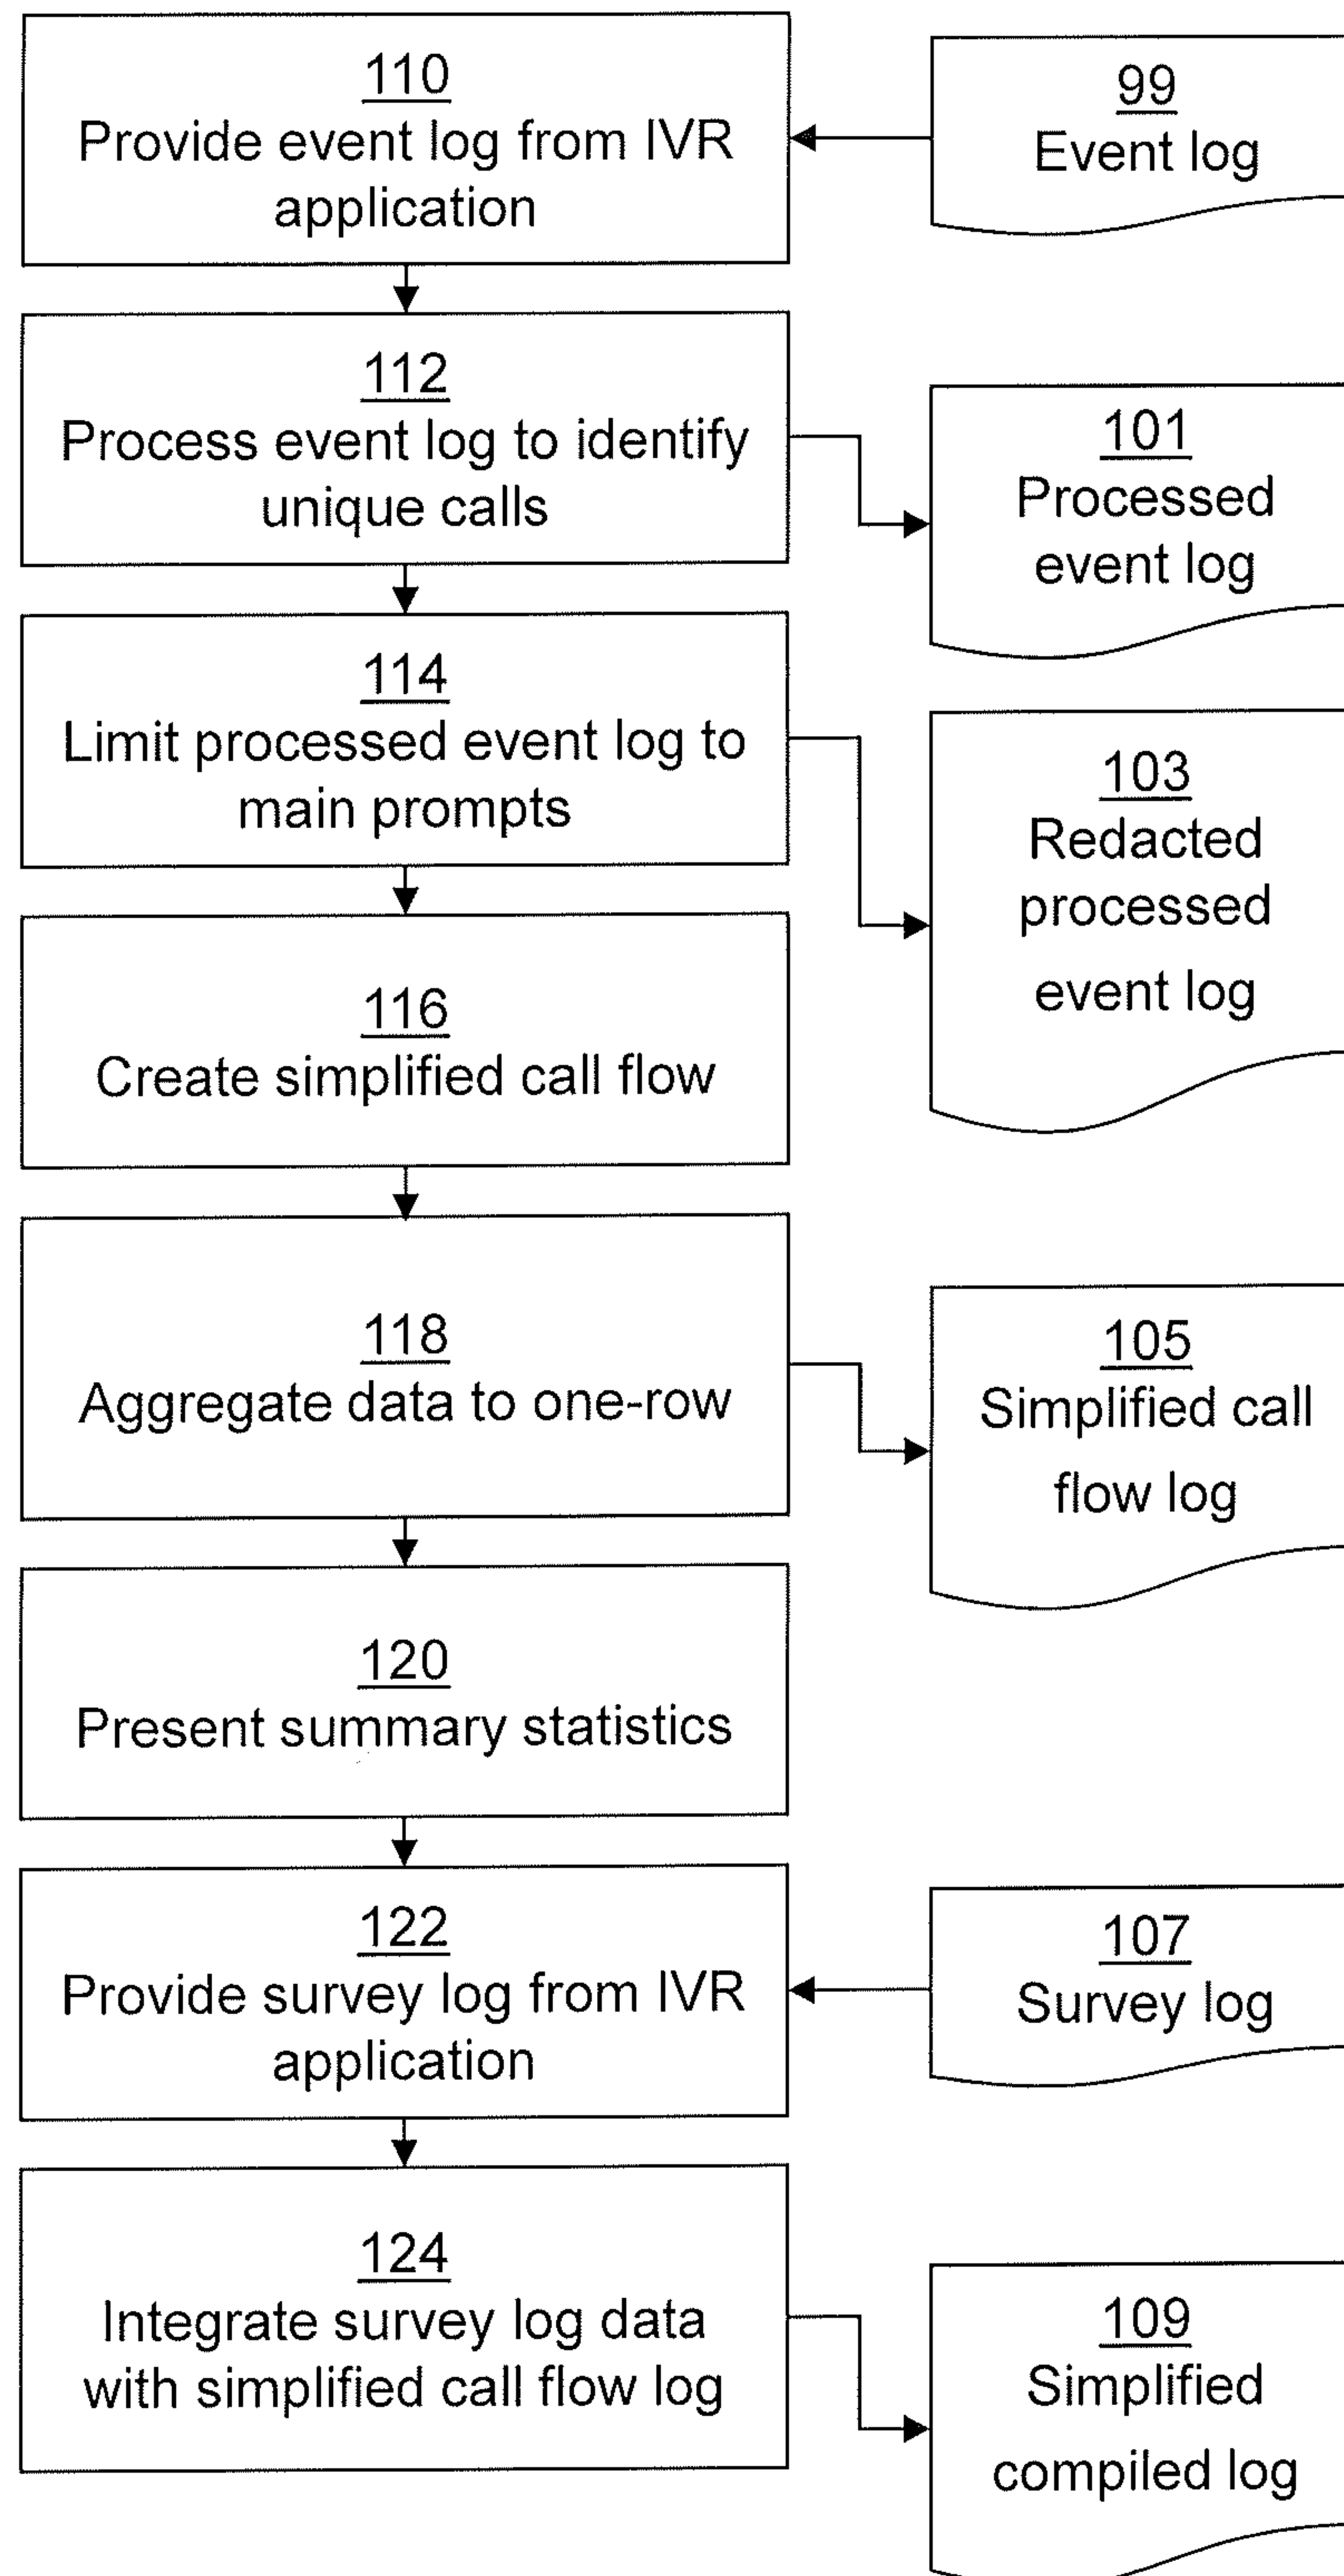 110
Provide event log from IVR
application
99
Event log
112
Process event log to identify
unique calls
101
Processed
event log
114
Limit processed event log to
main prompts
103
Redacted
processed
event log
116
Create simplified call flow
118
Aggregate data to one-row
105
Simplified call
flow log
120
Present summary statistics
122
Provide survey log from IVR
application
107
Survey log
124
Integrate survey log data
with simplified call flow log
109
Simplified
compiled log